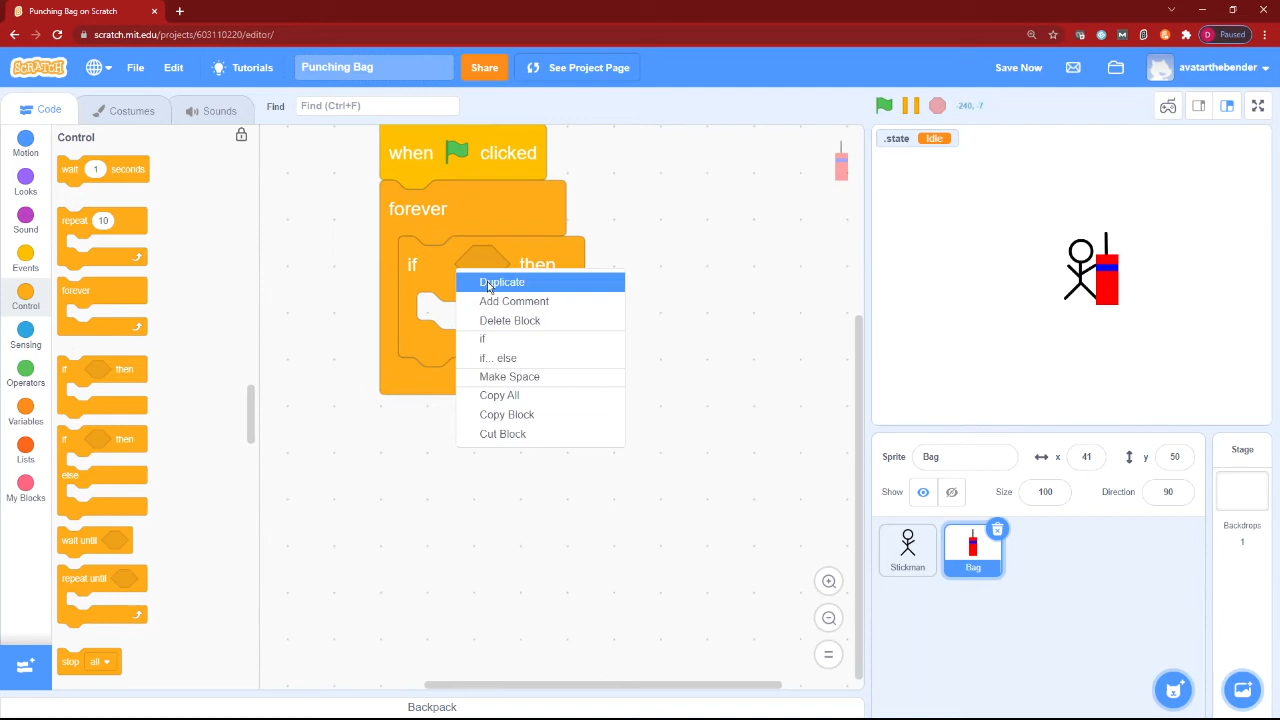 Punching Bag on Scratch
scratch.mit.edu/projects/603110220/editor/
D Paused
SCRATCH
File
Edit
Tutorials
Punching Bag
Share
See Project Page
Save Now
avatarthebender
Code
Costumes
Sounds
Find
Find (Ctrl+F)
-240, -7
Motion
Looks
Sound
Events
Control
Sensing
Operators
Variables
Lists
My Blocks
Control
wait 1 seconds
repeat 10
forever
if then
if then
else
wait until
repeat until
stop all
when clicked
forever
if then
Duplicate
Add Comment
Delete Block
if
if... else
Make Space
Copy All
Copy Block
Cut Block
.state Idle
Sprite Bag x 41 y 50
Show Size 100 Direction 90
Stickman
Bag
Stage
Backdrops
1
Backpack